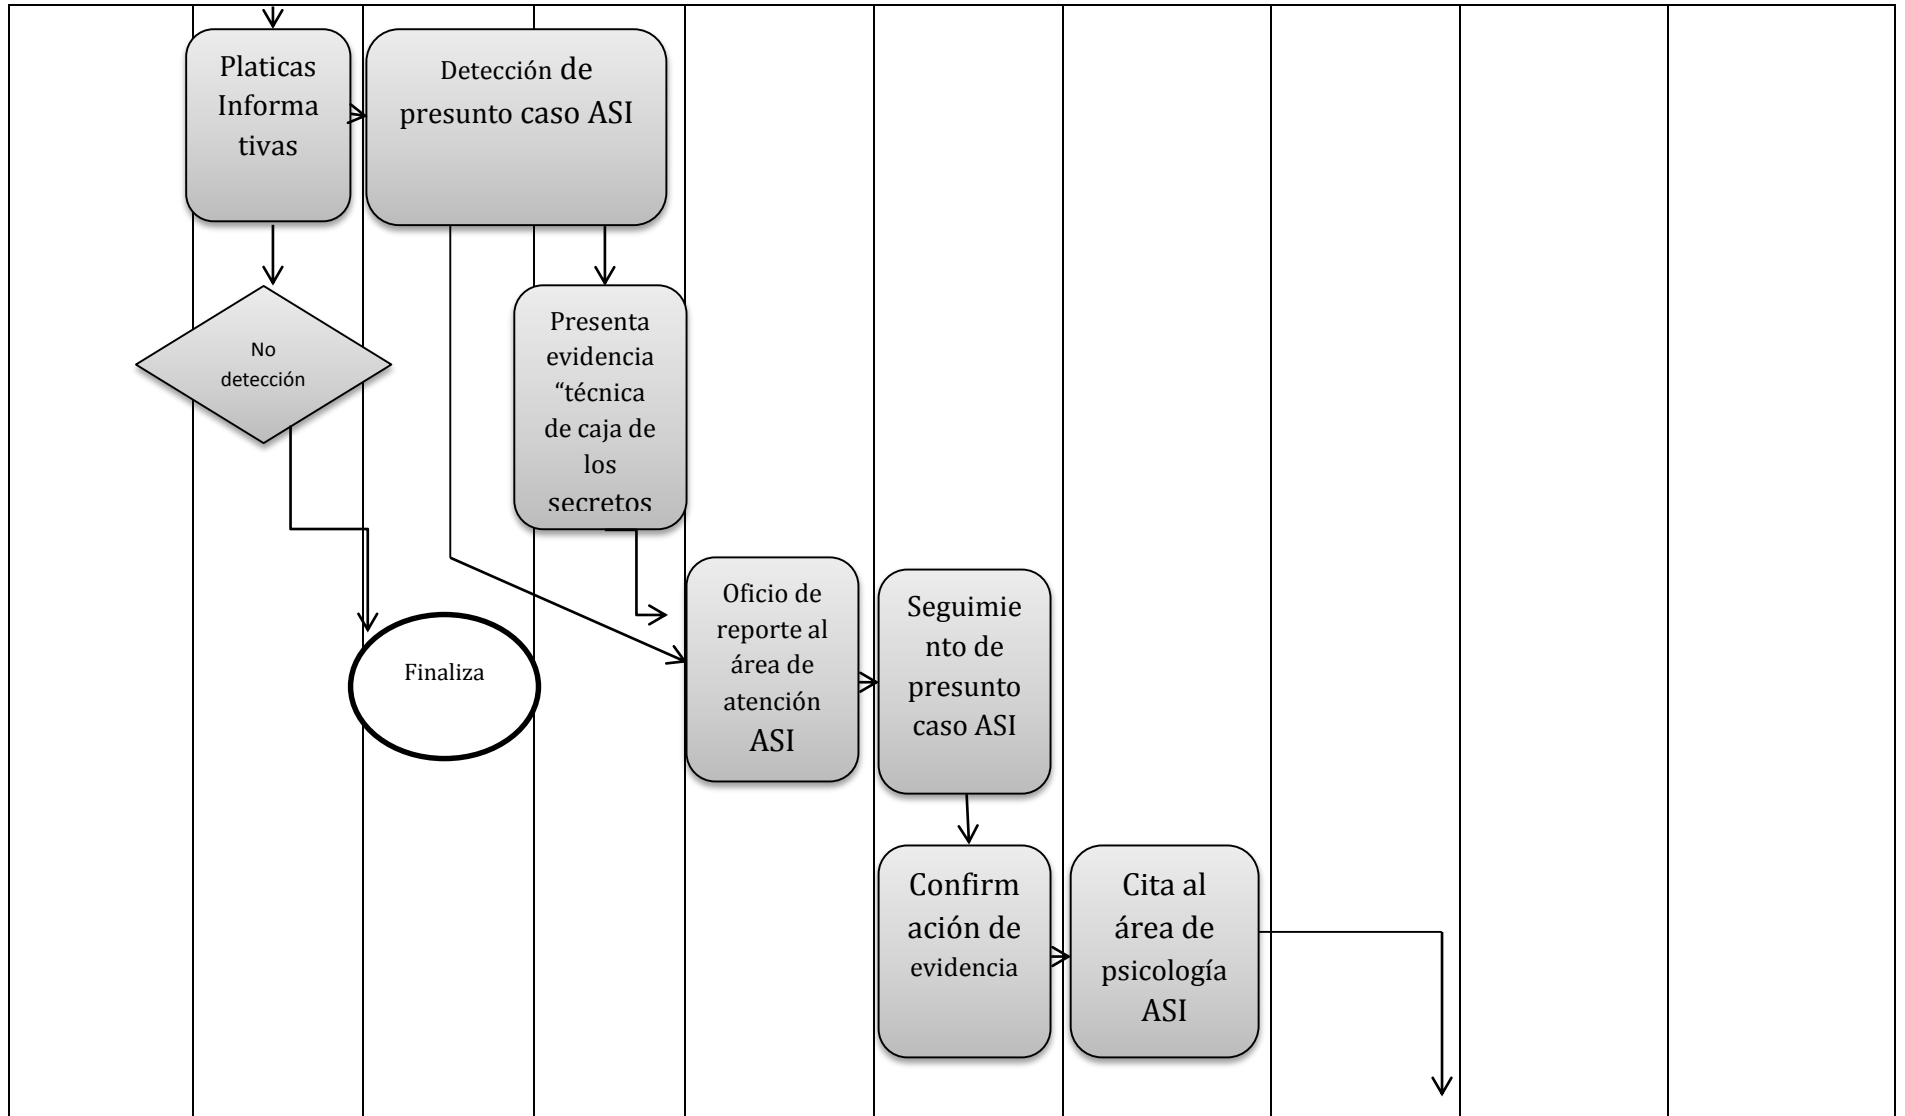 Platicas
Informa
tivas
Detección de
presunto caso ASI
No
detección
Presenta
evidencia
“técnica
de caja de
los
secretos
Finaliza
Oficio de
reporte al
área de
atención
ASI
Seguimie
nto de
presunto
caso ASI
Confirm
ación de
evidencia
Cita al
área de
psicología
ASI